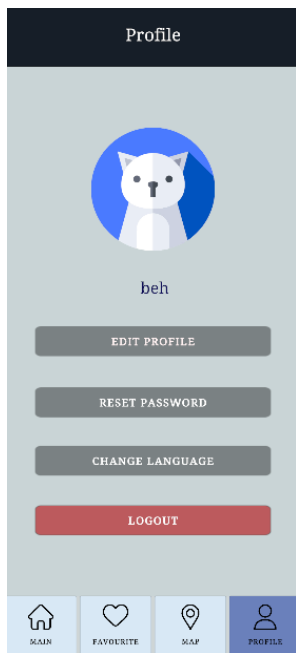 Profile
beh
EDIT PROFILE
RESET PASSWORD
CHANGE LANGUAGE
LOGOUT
MAIN
FAVOURITE
MAP
PROFILE